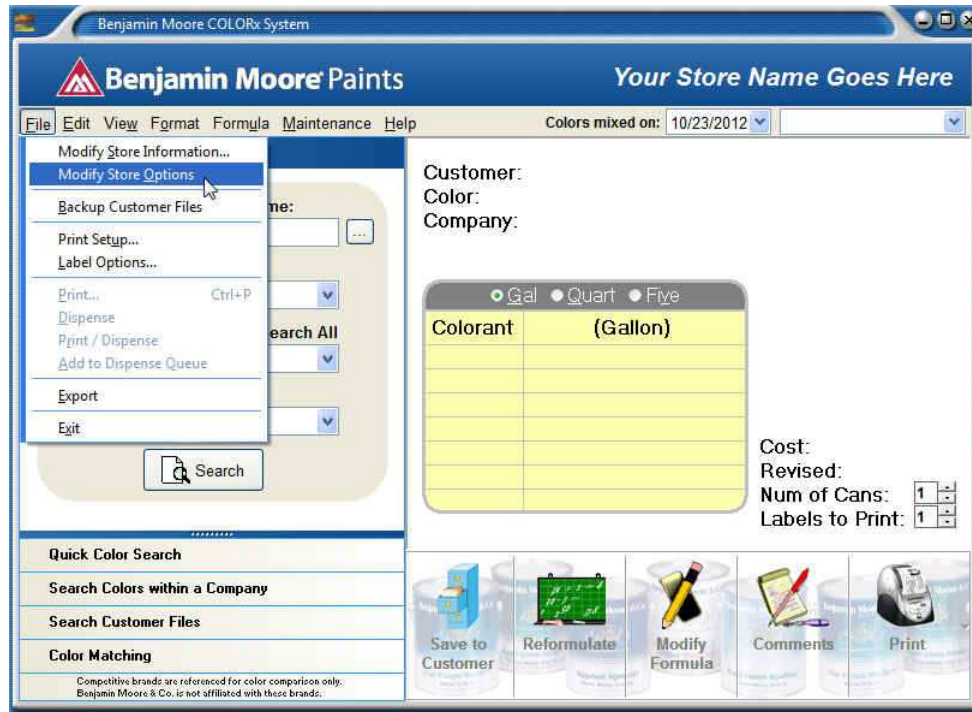 Benjamin Moore COLORx System
Benjamin Moore Paints
Your Store Name Goes Here
File Edit View Format Formula Maintenance Help
Colors mixed on: 10/23/2012
Modify Store Information...
Modify Store Options
Backup Customer Files
Print Setup...
Label Options...
Print... Ctrl+P
Dispense
Print / Dispense
Add to Dispense Queue
Export
Exit
me:
...
earch All
Search
Customer:
Color:
Company:
Gal Quart Five
Colorant (Gallon)
Cost:
Revised:
Num of Cans: 1
Labels to Print: 1
Quick Color Search
Search Colors within a Company
Search Customer Files
Color Matching
Competitive brands are referenced for color comparison only.
Benjamin Moore & Co. is not affiliated with these brands.
Save to Customer
Reformulate
Modify Formula
Comments
Print